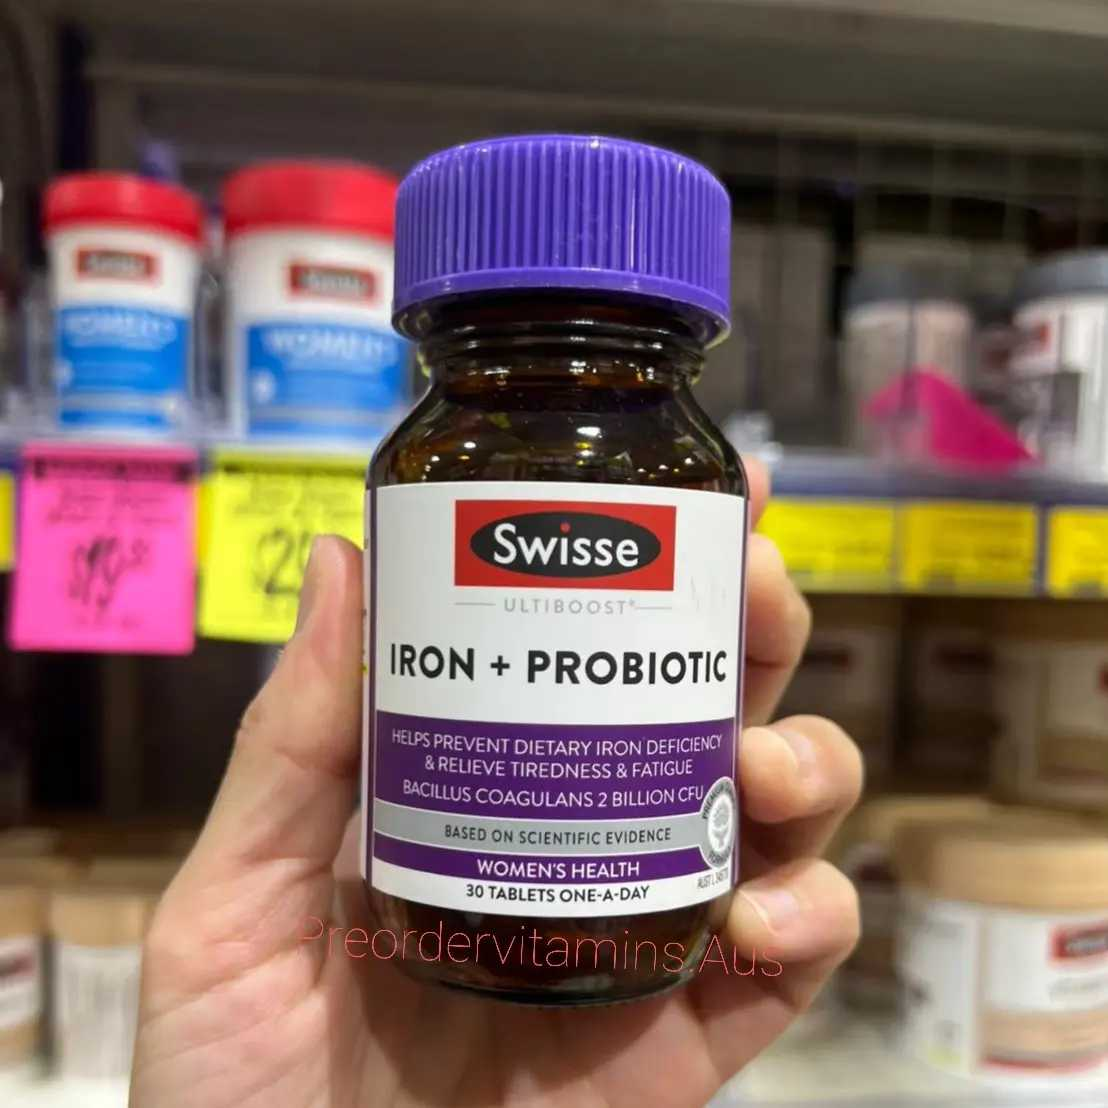 Swisse
ULTIBOOST®
IRON + PROBIOTIC
HELPS PREVENT DIETARY IRON DEFICIENCY
& RELIEVE TIREDNESS & FATIGUE
BACILLUS COAGULANS 2 BILLION CFU
BASED ON SCIENTIFIC EVIDENCE
WOMEN'S HEALTH
30 TABLETS ONE-A-DAY
Preordervitamins.Aus